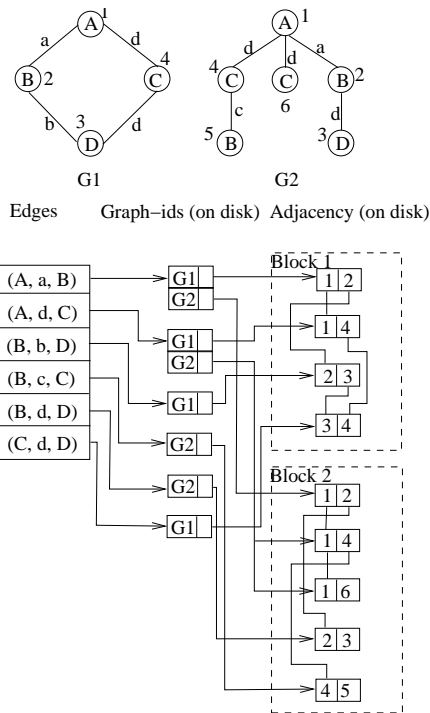 A 1
a d
B 2 4 C
b 3 d
D
G1
A 1
d d a
4 C C B 2
c 6 d
5 B 3 D
G2
Edges Graph-ids (on disk) Adjacency (on disk)
Block 1
(A, a, B) G1 1 2
G2
(A, d, C) G1 1 4
G2
(B, b, D) G1 2 3
(B, c, C) G2 3 4
(B, d, D) G2
(C, d, D) G1
Block 2
1 2
1 4
1 6
2 3
4 5